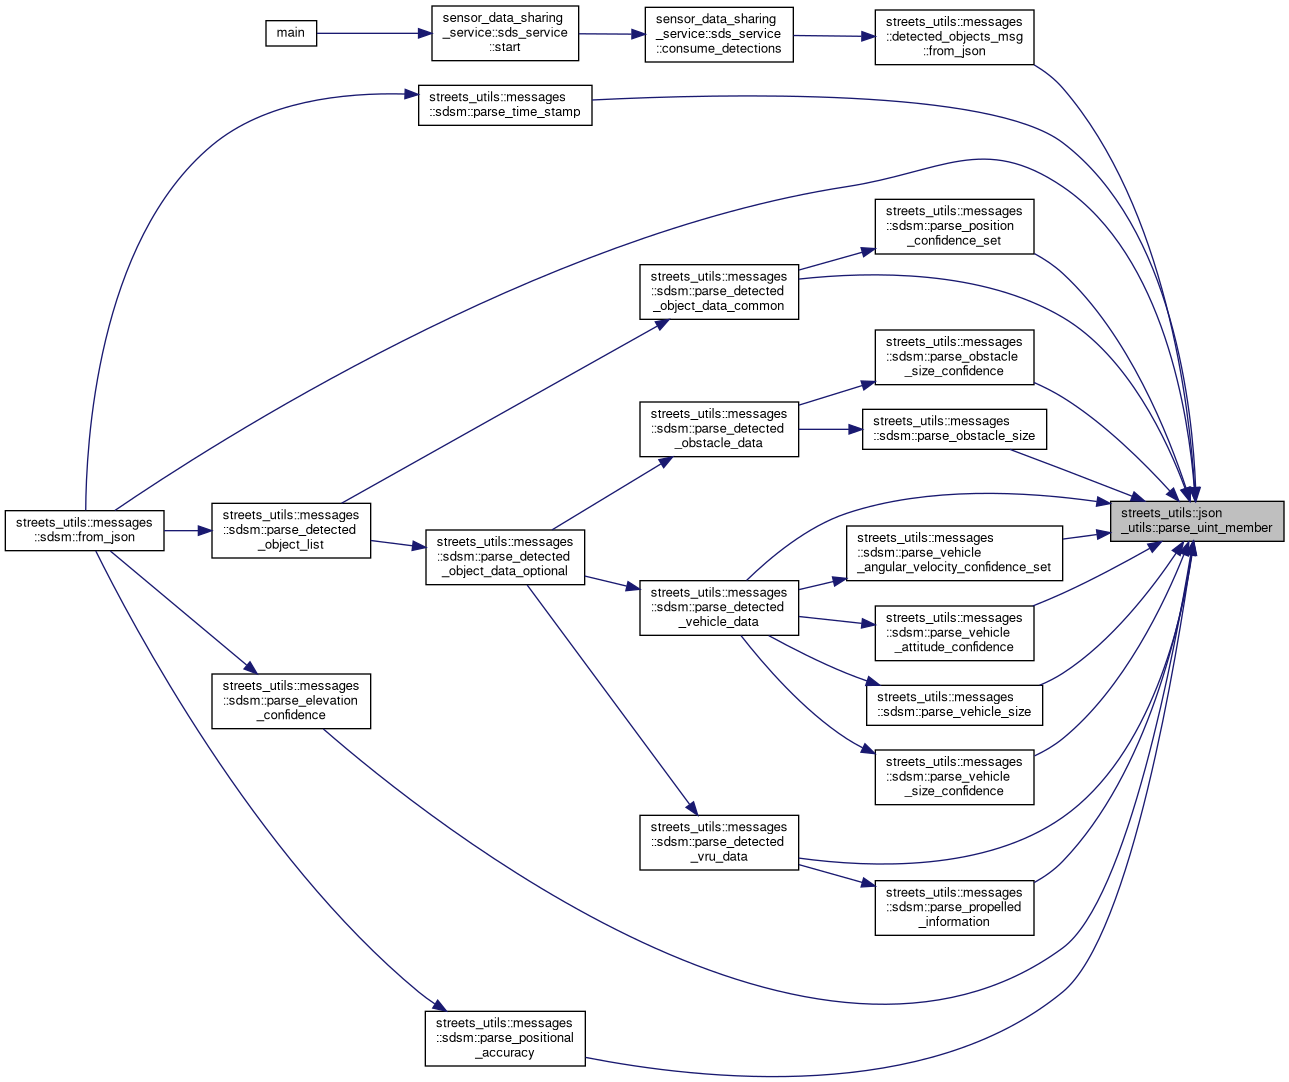 main
sensor_data_sharing
_service::sds_service
::start
sensor_data_sharing
_service::sds_service
::consume_detections
streets_utils::messages
::detected_objects_msg
::from_json
streets_utils::messages
::sdsm::parse_time_stamp
streets_utils::messages
::sdsm::parse_position
_confidence_set
streets_utils::messages
::sdsm::parse_detected
_object_data_common
streets_utils::messages
::sdsm::parse_obstacle
_size_confidence
streets_utils::messages
::sdsm::parse_detected
_obstacle_data
streets_utils::messages
::sdsm::parse_obstacle_size
streets_utils::messages
::sdsm::from_json
streets_utils::messages
::sdsm::parse_detected
_object_list
streets_utils::messages
::sdsm::parse_detected
_object_data_optional
streets_utils::messages
::sdsm::parse_vehicle
_angular_velocity_confidence_set
streets_utils::json
_utils::parse_uint_member
streets_utils::messages
::sdsm::parse_detected
_vehicle_data
streets_utils::messages
::sdsm::parse_vehicle
_attitude_confidence
streets_utils::messages
::sdsm::parse_elevation
_confidence
streets_utils::messages
::sdsm::parse_vehicle_size
streets_utils::messages
::sdsm::parse_vehicle
_size_confidence
streets_utils::messages
::sdsm::parse_detected
_vru_data
streets_utils::messages
::sdsm::parse_propelled
_information
streets_utils::messages
::sdsm::parse_positional
_accuracy